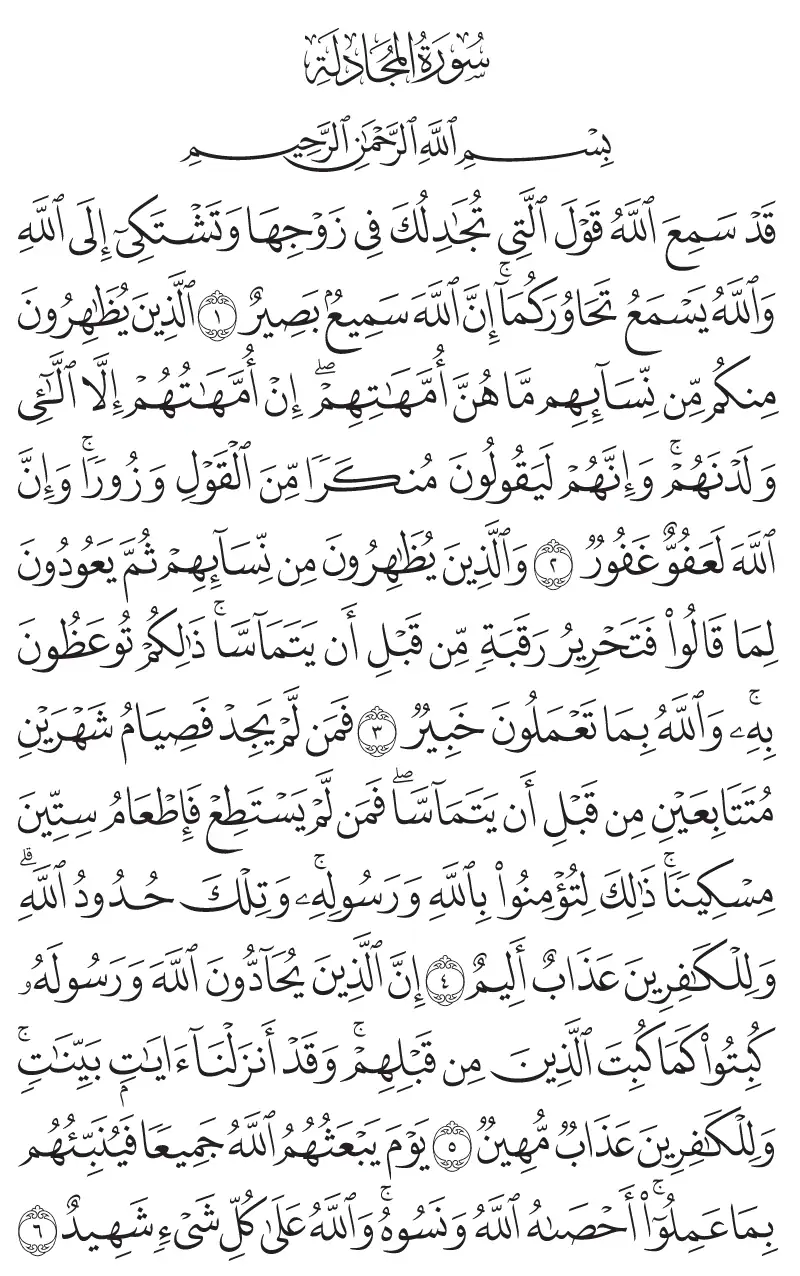 سُورَةُ المُجَادلَةِ
بِسۡمِ ٱللَّهِ ٱلرَّحۡمَٰنِ ٱلرَّحِيمِ
قَدۡ سَمِعَ ٱللَّهُ قَوۡلَ ٱلَّتِي تُجَٰدِلُكَ فِي زَوۡجِهَا وَتَشۡتَكِيٓ إِلَى ٱللَّهِ
وَٱللَّهُ يَسۡمَعُ تَحَاوُرَكُمَآۚ إِنَّ ٱللَّهَ سَمِيعُۢ بَصِيرٌ ١ ٱلَّذِينَ يُظَٰهِرُونَ
مِنكُم مِّن نِّسَآئِهِم مَّا هُنَّ أُمَّهَٰتِهِمۡۖ إِنۡ أُمَّهَٰتُهُمۡ إِلَّا ٱلَّٰٓـِٔي
وَلَدۡنَهُمۡۚ وَإِنَّهُمۡ لَيَقُولُونَ مُنكَرٗا مِّنَ ٱلۡقَوۡلِ وَزُورٗاۚ وَإِنَّ
ٱللَّهَ لَعَفُوٌّ غَفُورٞ ٢ وَٱلَّذِينَ يُظَٰهِرُونَ مِن نِّسَآئِهِمۡ ثُمَّ يَعُودُونَ
لِمَا قَالُواْ فَتَحۡرِيرُ رَقَبَةٖ مِّن قَبۡلِ أَن يَتَمَآسَّاۚ ذَٰلِكُمۡ تُوعَظُونَ
بِهِۦۚ وَٱللَّهُ بِمَا تَعۡمَلُونَ خَبِيرٞ ٣ فَمَن لَّمۡ يَجِدۡ فَصِيَامُ شَهۡرَيۡنِ
مُتَتَابِعَيۡنِ مِن قَبۡلِ أَن يَتَمَآسَّاۖ فَمَن لَّمۡ يَسۡتَطِعۡ فَإِطۡعَامُ سِتِّينَ
مِسۡكِينٗاۚ ذَٰلِكَ لِتُؤۡمِنُواْ بِٱللَّهِ وَرَسُولِهِۦۚ وَتِلۡكَ حُدُودُ ٱللَّهِۗ
وَلِلۡكَٰفِرِينَ عَذَابٌ أَلِيمٌ ٤ إِنَّ ٱلَّذِينَ يُحَآدُّونَ ٱللَّهَ وَرَسُولَهُۥ
كُبِتُواْ كَمَا كُبِتَ ٱلَّذِينَ مِن قَبۡلِهِمۡۚ وَقَدۡ أَنزَلۡنَآ ءَايَٰتِۭ بَيِّنَٰتٖۚ
وَلِلۡكَٰفِرِينَ عَذَابٞ مُّهِينٞ ٥ يَوۡمَ يَبۡعَثُهُمُ ٱللَّهُ جَمِيعٗا فَيُنَبِّئُهُم
بِمَا عَمِلُوٓاْۚ أَحۡصَىٰهُ ٱللَّهُ وَنَسُوهُۚ وَٱللَّهُ عَلَىٰ كُلِّ شَيۡءٖ شَهِيدٌ ٦